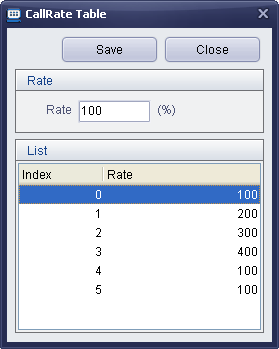 CallRate Table
Save Close
Rate
Rate 100 (%)
List
Index Rate
0 100
1 200
2 300
3 400
4 100
5 100